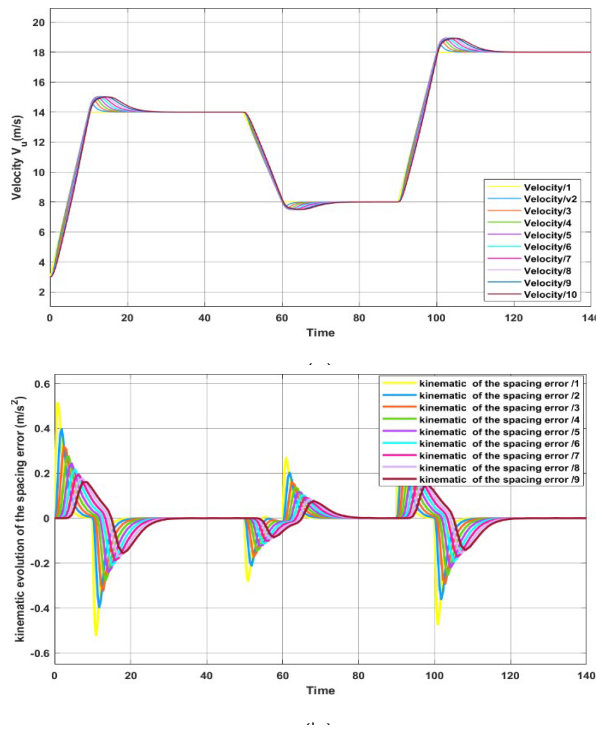 20
18
16
14
12
10
8
6
4
2
Velocity V_u(m/s)
0 20 40 60 80 100 120 140
Time
Velocity/1
Velocity/v2
Velocity/3
Velocity/4
Velocity/5
Velocity/6
Velocity/7
Velocity/8
Velocity/9
Velocity/10
0.6
0.4
0.2
0
-0.2
-0.4
-0.6
kinematic evolution of the spacing error (m/s²)
0 20 40 60 80 100 120 140
Time
kinematic of the spacing error /1
kinematic of the spacing error /2
kinematic of the spacing error /3
kinematic of the spacing error /4
kinematic of the spacing error /5
kinematic of the spacing error /6
kinematic of the spacing error /7
kinematic of the spacing error /8
kinematic of the spacing error /9